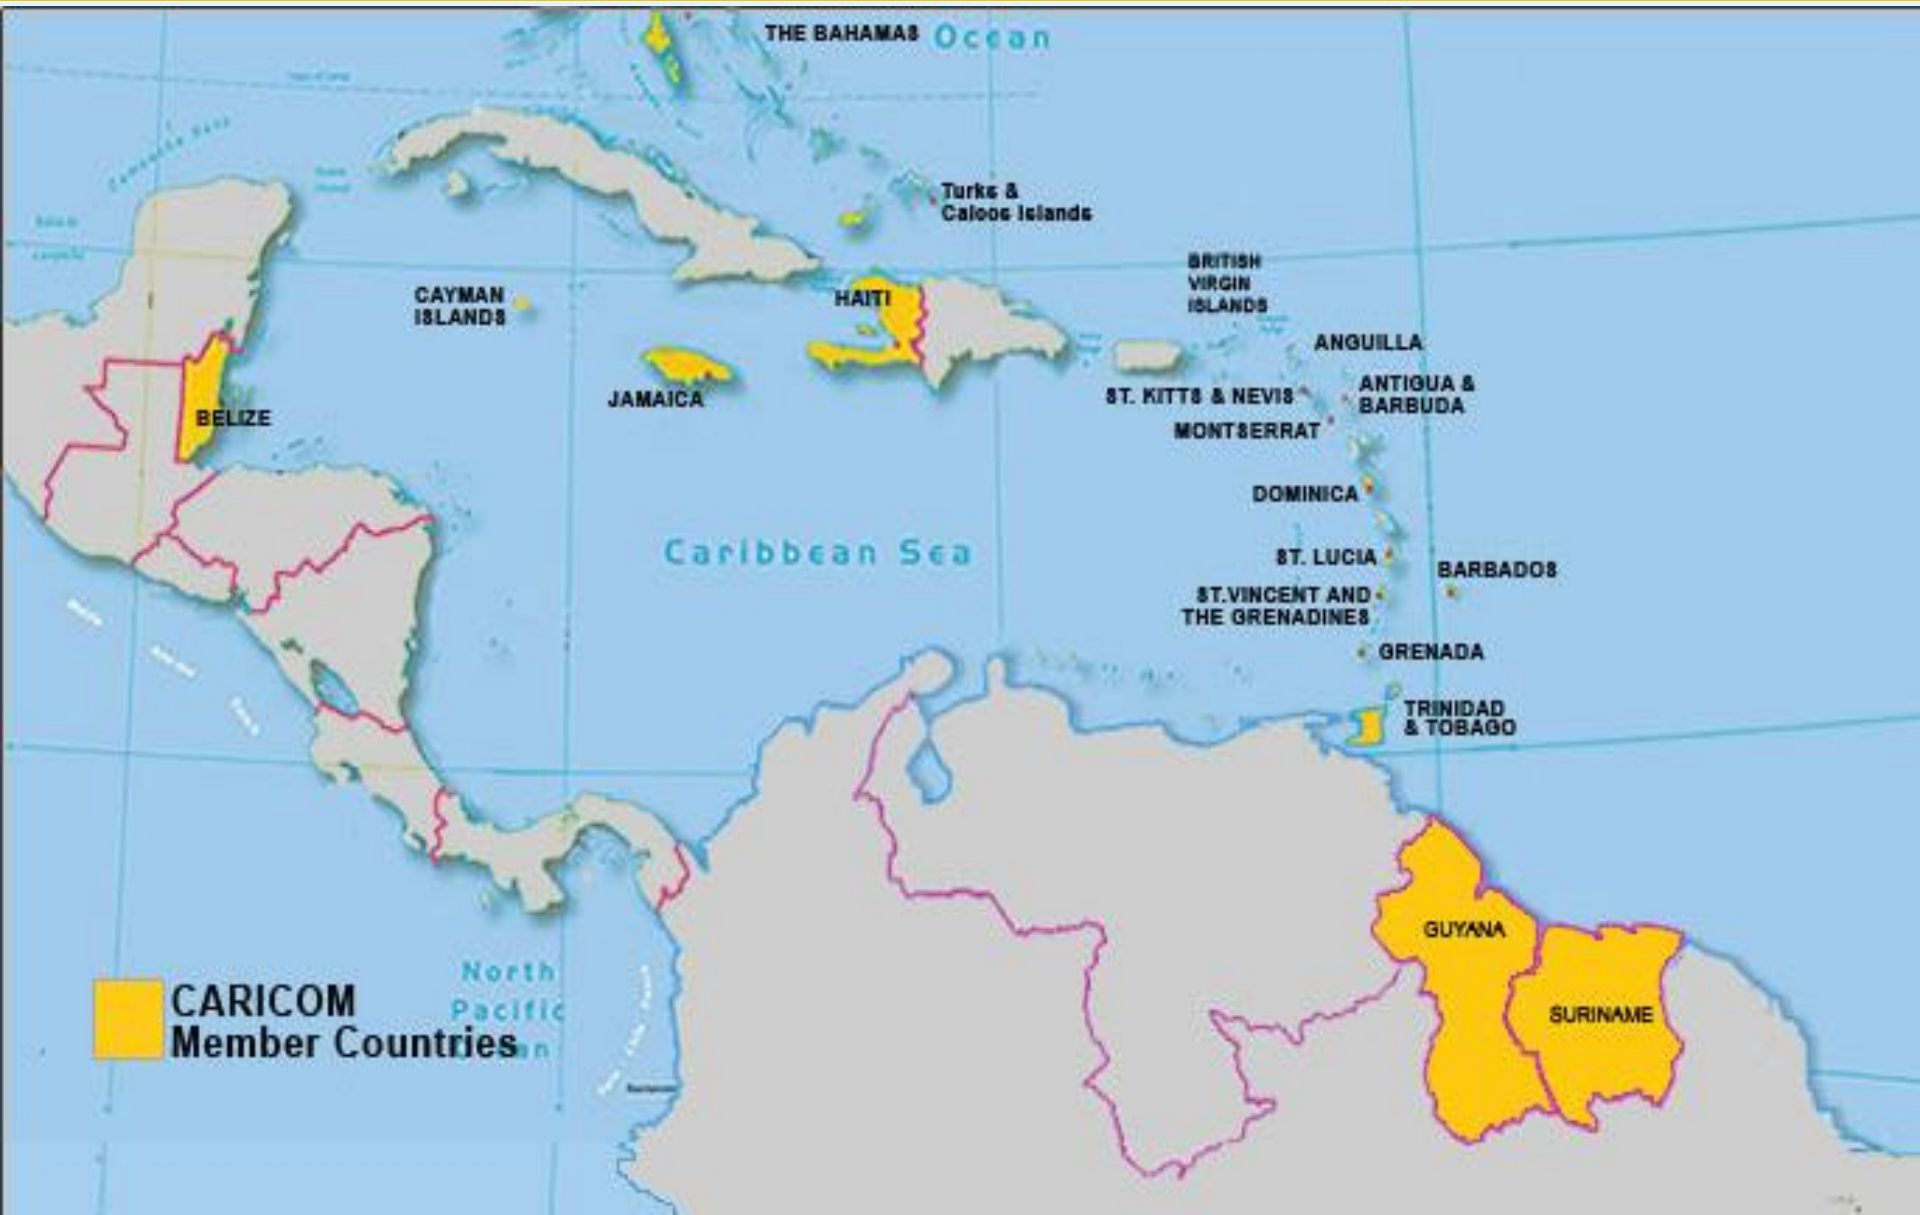 THE BAHAMAS
Ocean
Turks &
Caloos Islands
BRITISH
VIRGIN
ISLANDS
CAYMAN
ISLANDS
HAITI
ANGUILLA
JAMAICA
ST. KITTS & NEVIS
ANTIGUA &
BARBUDA
BELIZE
MONTSERRAT
DOMINICA
Caribbean Sea
ST. LUCIA
BARBADOS
ST.VINCENT AND
THE GRENADINES
GRENADA
TRINIDAD
& TOBAGO
GUYANA
SURINAME
North
Pacific
CARICOM
Member Countries